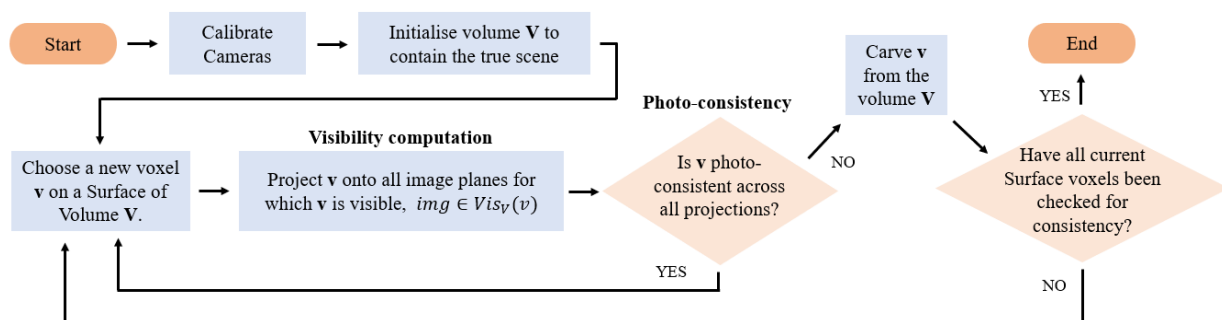 Start
Calibrate
Cameras
Initialise volume V to
contain the true scene
Choose a new voxel
v on a Surface of
Volume V.
Visibility computation
Project v onto all image planes for
which v is visible, img ∈ Vis_V(v)
Photo-consistency
Is v photo-
consistent across
all projections?
YES
NO
Carve v
from the
volume V
Have all current
Surface voxels been
checked for
consistency?
YES
NO
End